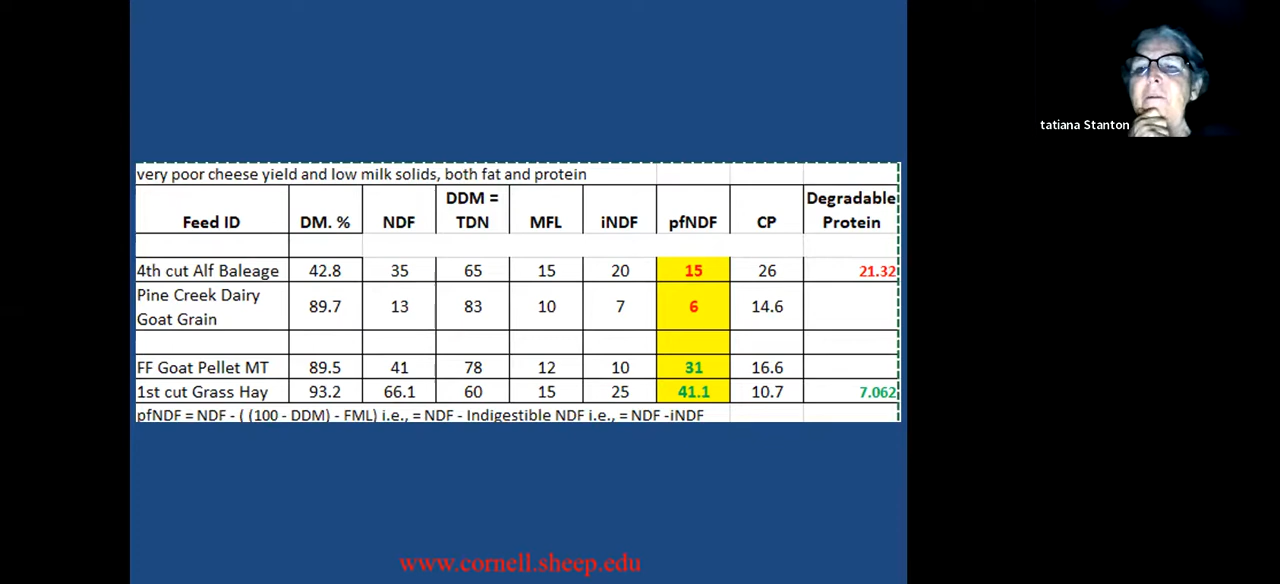 very poor cheese yield and low milk solids, both fat and protein
Feed ID DM. % NDF DDM = TDN MFL iNDF pfNDF CP Degradable Protein
4th cut Alf Baleage 42.8 35 65 15 20 15 26 21.32
Pine Creek Dairy Goat Grain 89.7 13 83 10 7 6 14.6
FF Goat Pellet MT 89.5 41 78 12 10 31 16.6
1st cut Grass Hay 93.2 66.1 60 15 25 41.1 10.7 7.062
pfNDF = NDF - ( (100 - DDM) - FML) i.e., = NDF - Indigestible NDF i.e., = NDF -iNDF
www.cornell.sheep.edu
tatiana Stanton